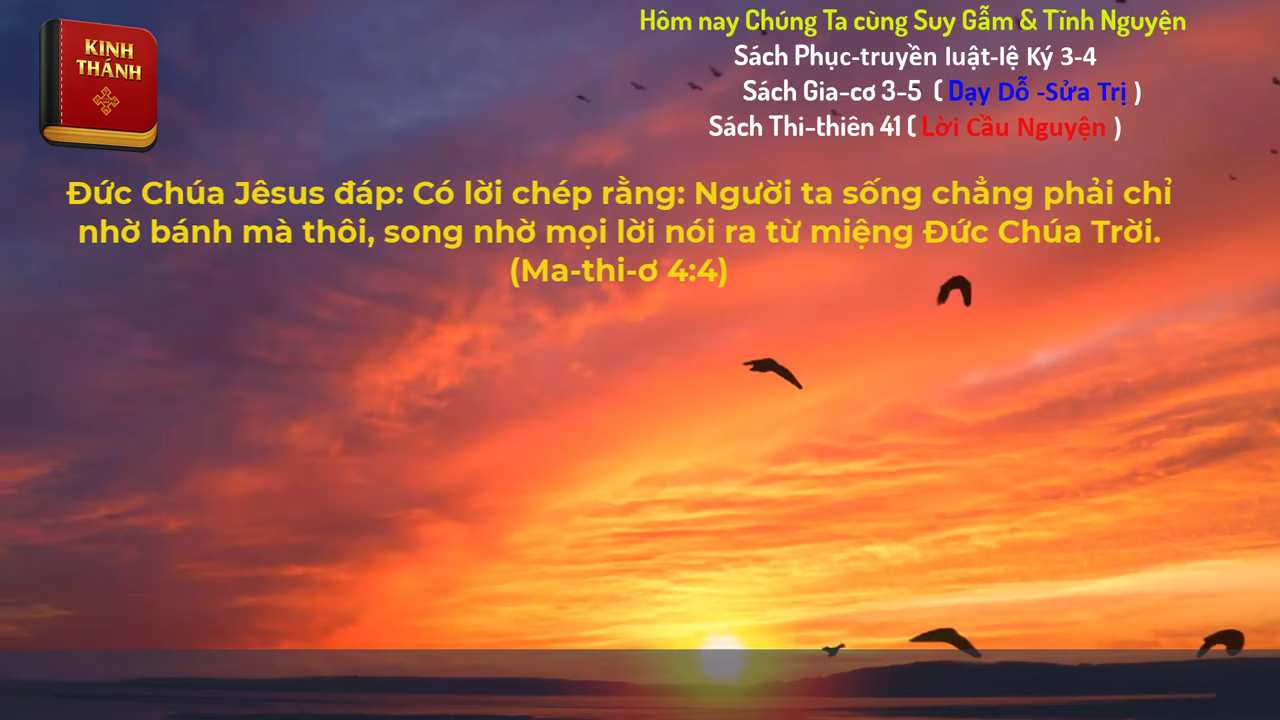 KINH
THÁNH
Hôm nay Chúng Ta cùng Suy Gẫm & Tĩnh Nguyện
Sách Phục-truyền luật-lệ Ký 3-4
Sách Gia-cơ 3-5 ( Dạy Dỗ -Sửa Trị )
Sách Thi-thiên 41 ( Lời Cầu Nguyện )
Đức Chúa Jêsus đáp: Có lời chép rằng: Người ta sống chẳng phải chỉ
nhờ bánh mà thôi, song nhờ mọi lời nói ra từ miệng Đức Chúa Trời.
(Ma-thi-ơ 4:4)